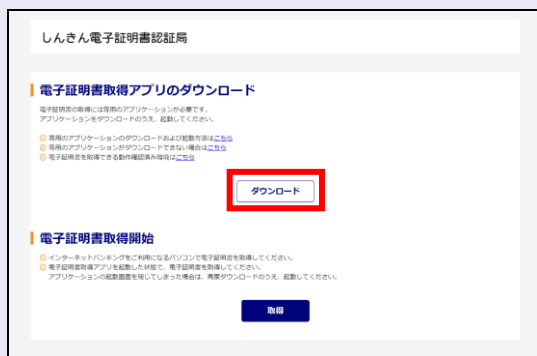 しんきん電子証明書認証局
電子証明書取得アプリのダウンロード
電子証明書の取得には専用のアプリケーションが必要です。
アプリケーションをダウンロードのうえ、起動してください。
専用のアプリケーションのダウンロードおよび起動方法はこちら
専用のアプリケーションがダウンロードできない場合はこちら
電子証明書を取得できる動作確認済み環境はこちら
ダウンロード
電子証明書取得開始
インターネットバンキングをご利用になるパソコンで電子証明書を取得してください。
電子証明書取得アプリを起動した状態で、電子証明書を取得してください。
アプリケーションの起動画面を閉じてしまった場合は、再度ダウンロードのうえ、起動してください。
取得